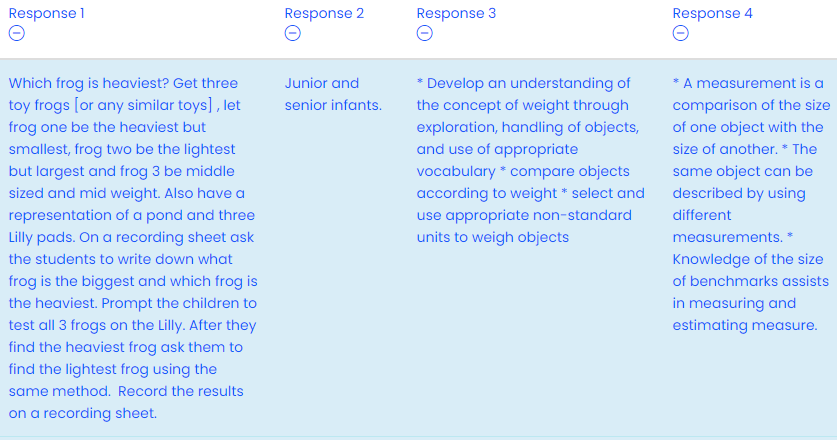 Response 1
Response 2
Response 3
Response 4
Which frog is heaviest? Get three
toy frogs [or any similar toys] , let
frog one be the heaviest but
smallest, frog two be the lightest
but largest and frog 3 be middle
sized and mid weight. Also have a
representation of a pond and three
Lilly pads. On a recording sheet ask
the students to write down what
frog is the biggest and which frog is
the heaviest. Prompt the children to
test all 3 frogs on the Lilly. After they
find the heaviest frog ask them to
find the lightest frog using the
same method.  Record the results
on a recording sheet.
Junior and
senior infants.
* Develop an understanding of
the concept of weight through
exploration, handling of objects,
and use of appropriate
vocabulary * compare objects
according to weight * select and
use appropriate non-standard
units to weigh objects
* A measurement is a
comparison of the size
of one object with the
size of another. * The
same object can be
described by using
different
measurements. *
Knowledge of the size
of benchmarks assists
in measuring and
estimating measure.